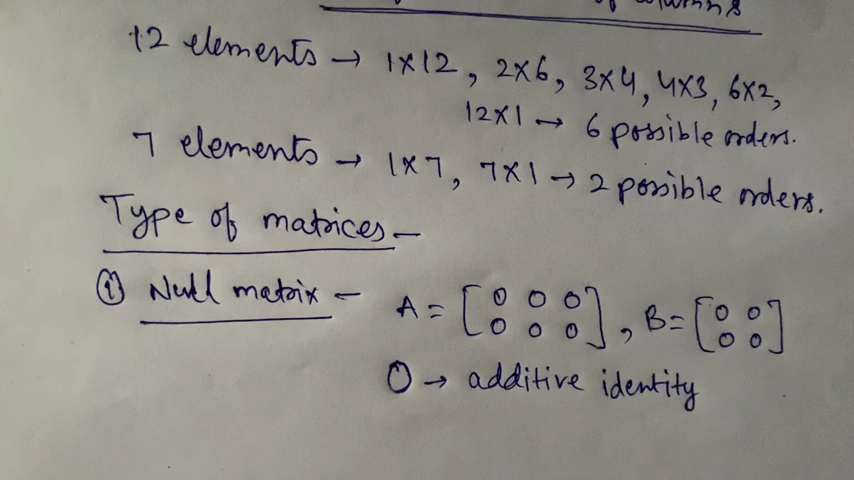 of columns
12 elements → 1×12, 2×6, 3×4, 4×3, 6×2,
12×1 → 6 possible orders.
7 elements → 1×7, 7×1 → 2 possible orders.
Type of matrices –
① Null matrix – A = [0 0 0
0 0 0], B = [0 0
0 0]
O → additive identity